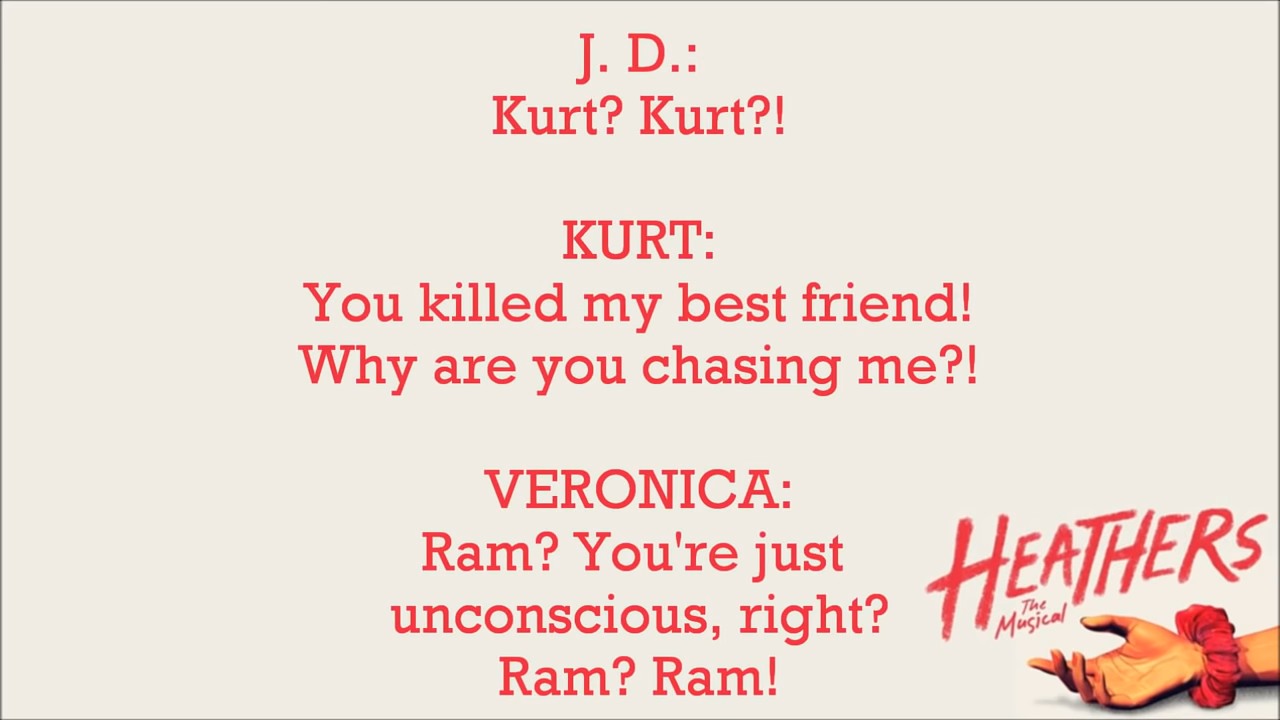 J. D.:
Kurt? Kurt?!
KURT:
You killed my best friend!
Why are you chasing me?!
VERONICA:
Ram? You're just
unconscious, right?
Ram? Ram!
HEATHERS
The
Musical